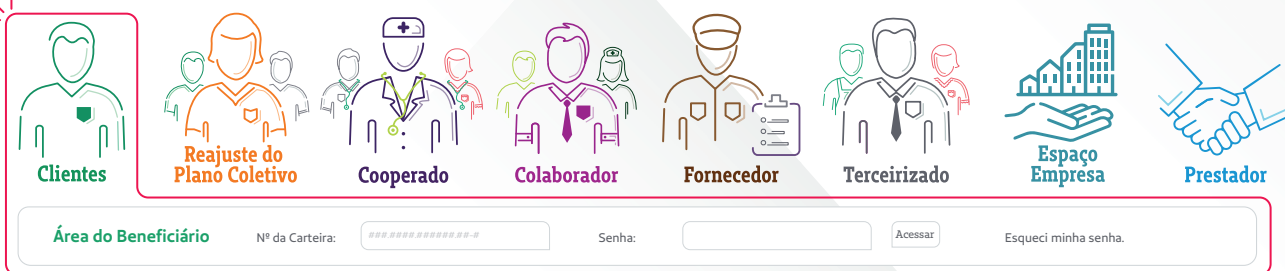 Clientes
Reajuste do
Plano Coletivo
Cooperado
Colaborador
Fornecedor
Terceirizado
Espaço
Empresa
Prestador
Área do Beneficiário Nº da Carteira: ###.####.######.##-# Senha: Acessar Esqueci minha senha.